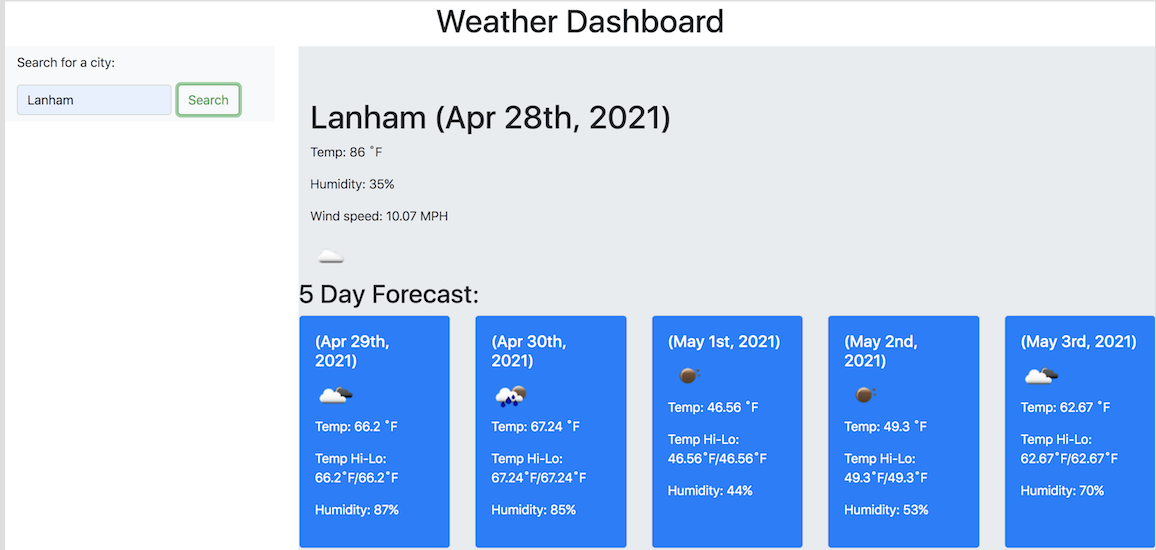 Weather Dashboard
Search for a city:
Lanham
Search
Lanham (Apr 28th, 2021)
Temp: 86 ˚F
Humidity: 35%
Wind speed: 10.07 MPH
5 Day Forecast:
(Apr 29th,
2021)
Temp: 66.2 ˚F
Temp Hi-Lo:
66.2˚F/66.2˚F
Humidity: 87%
(Apr 30th,
2021)
Temp: 67.24 ˚F
Temp Hi-Lo:
67.24˚F/67.24˚F
Humidity: 85%
(May 1st, 2021)
Temp: 46.56 ˚F
Temp Hi-Lo:
46.56˚F/46.56˚F
Humidity: 44%
(May 2nd,
2021)
Temp: 49.3 ˚F
Temp Hi-Lo:
49.3˚F/49.3˚F
Humidity: 53%
(May 3rd, 2021)
Temp: 62.67 ˚F
Temp Hi-Lo:
62.67˚F/62.67˚F
Humidity: 70%